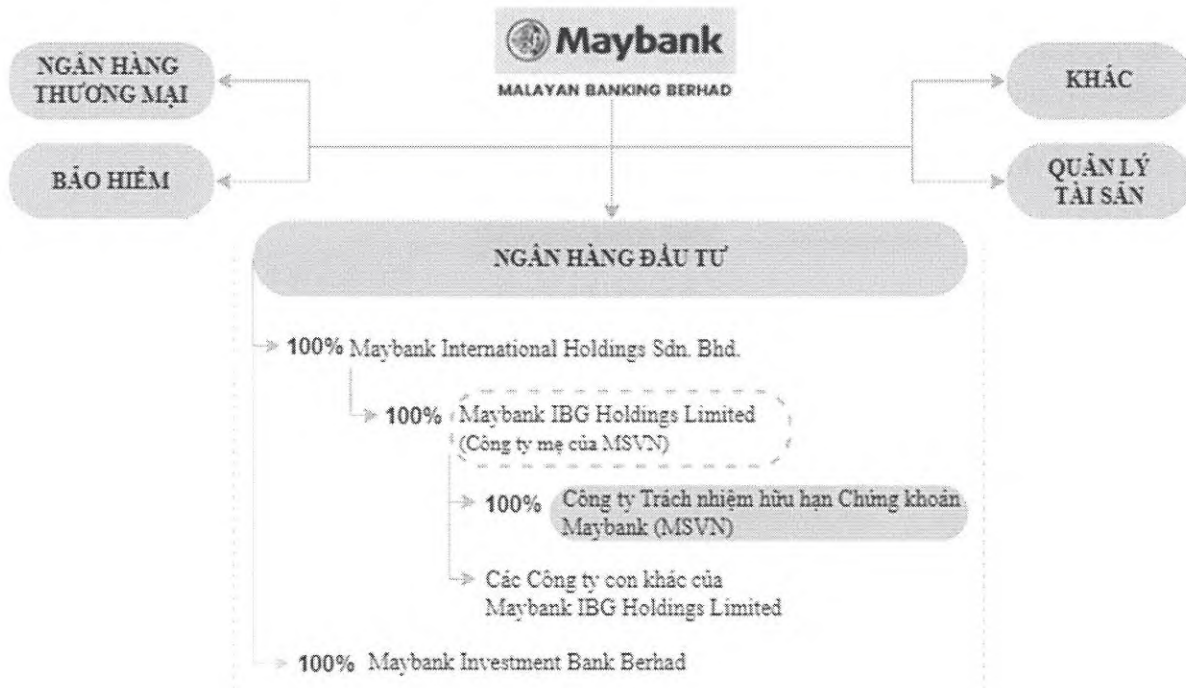 Maybank
MALAYAN BANKING BERHAD
NGÂN HÀNG
THƯƠNG MẠI
KHÁC
BẢO HIỂM
QUẢN LÝ
TÀI SẢN
NGÂN HÀNG ĐẦU TƯ
100% Maybank International Holdings Sdn. Bhd.
100% Maybank IBG Holdings Limited
(Công ty mẹ của MSVN)
100% Công ty Trách nhiệm hữu hạn Chứng khoán
Maybank (MSVN)
Các Công ty con khác của
Maybank IBG Holdings Limited
100% Maybank Investment Bank Berhad